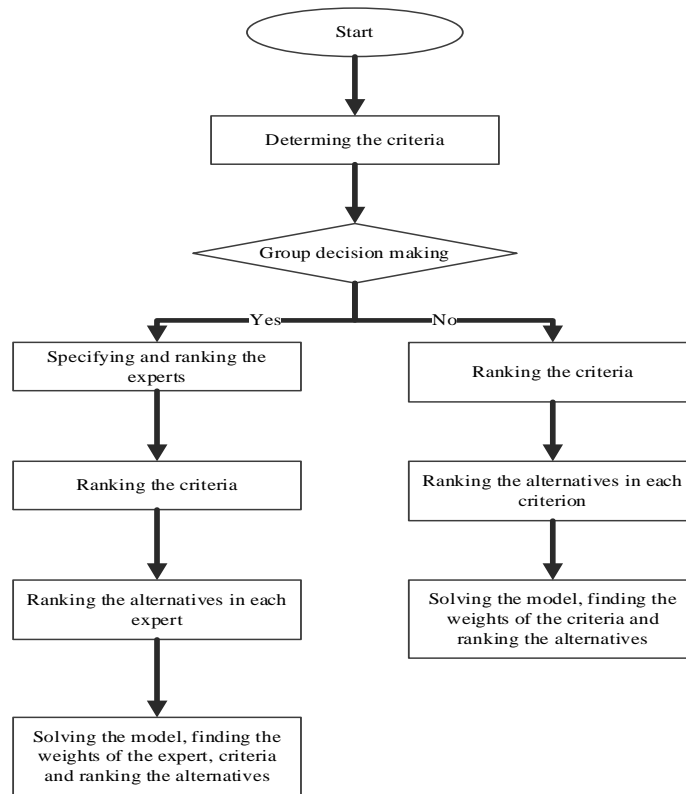 Start
Determing the criteria
Group decision making
Yes
No
Specifying and ranking the
experts
Ranking the criteria
Ranking the criteria
Ranking the alternatives in each
criterion
Ranking the alternatives in each
expert
Solving the model, finding the
weights of the criteria and
ranking the alternatives
Solving the model, finding the
weights of the expert, criteria
and ranking the alternatives